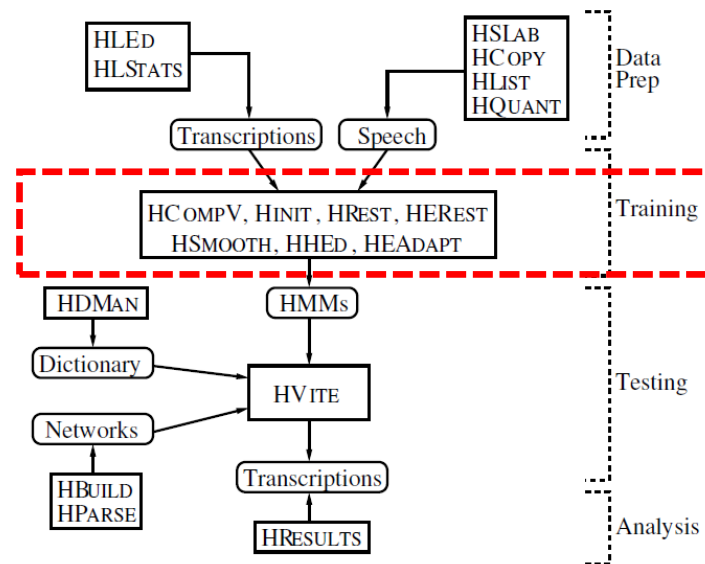 HLED
HLSTATS
HSLAB
HCOPY
HLIST
HQUANT
Data
Prep
Transcriptions
Speech
HCOMPV, HINIT , HREST, HEREST
HSMOOTH, HHED, HEADAPT
Training
HDMAN
HMMs
Dictionary
HVITE
Testing
Networks
Transcriptions
HBUILD
HPARSE
HRESULTS
Analysis